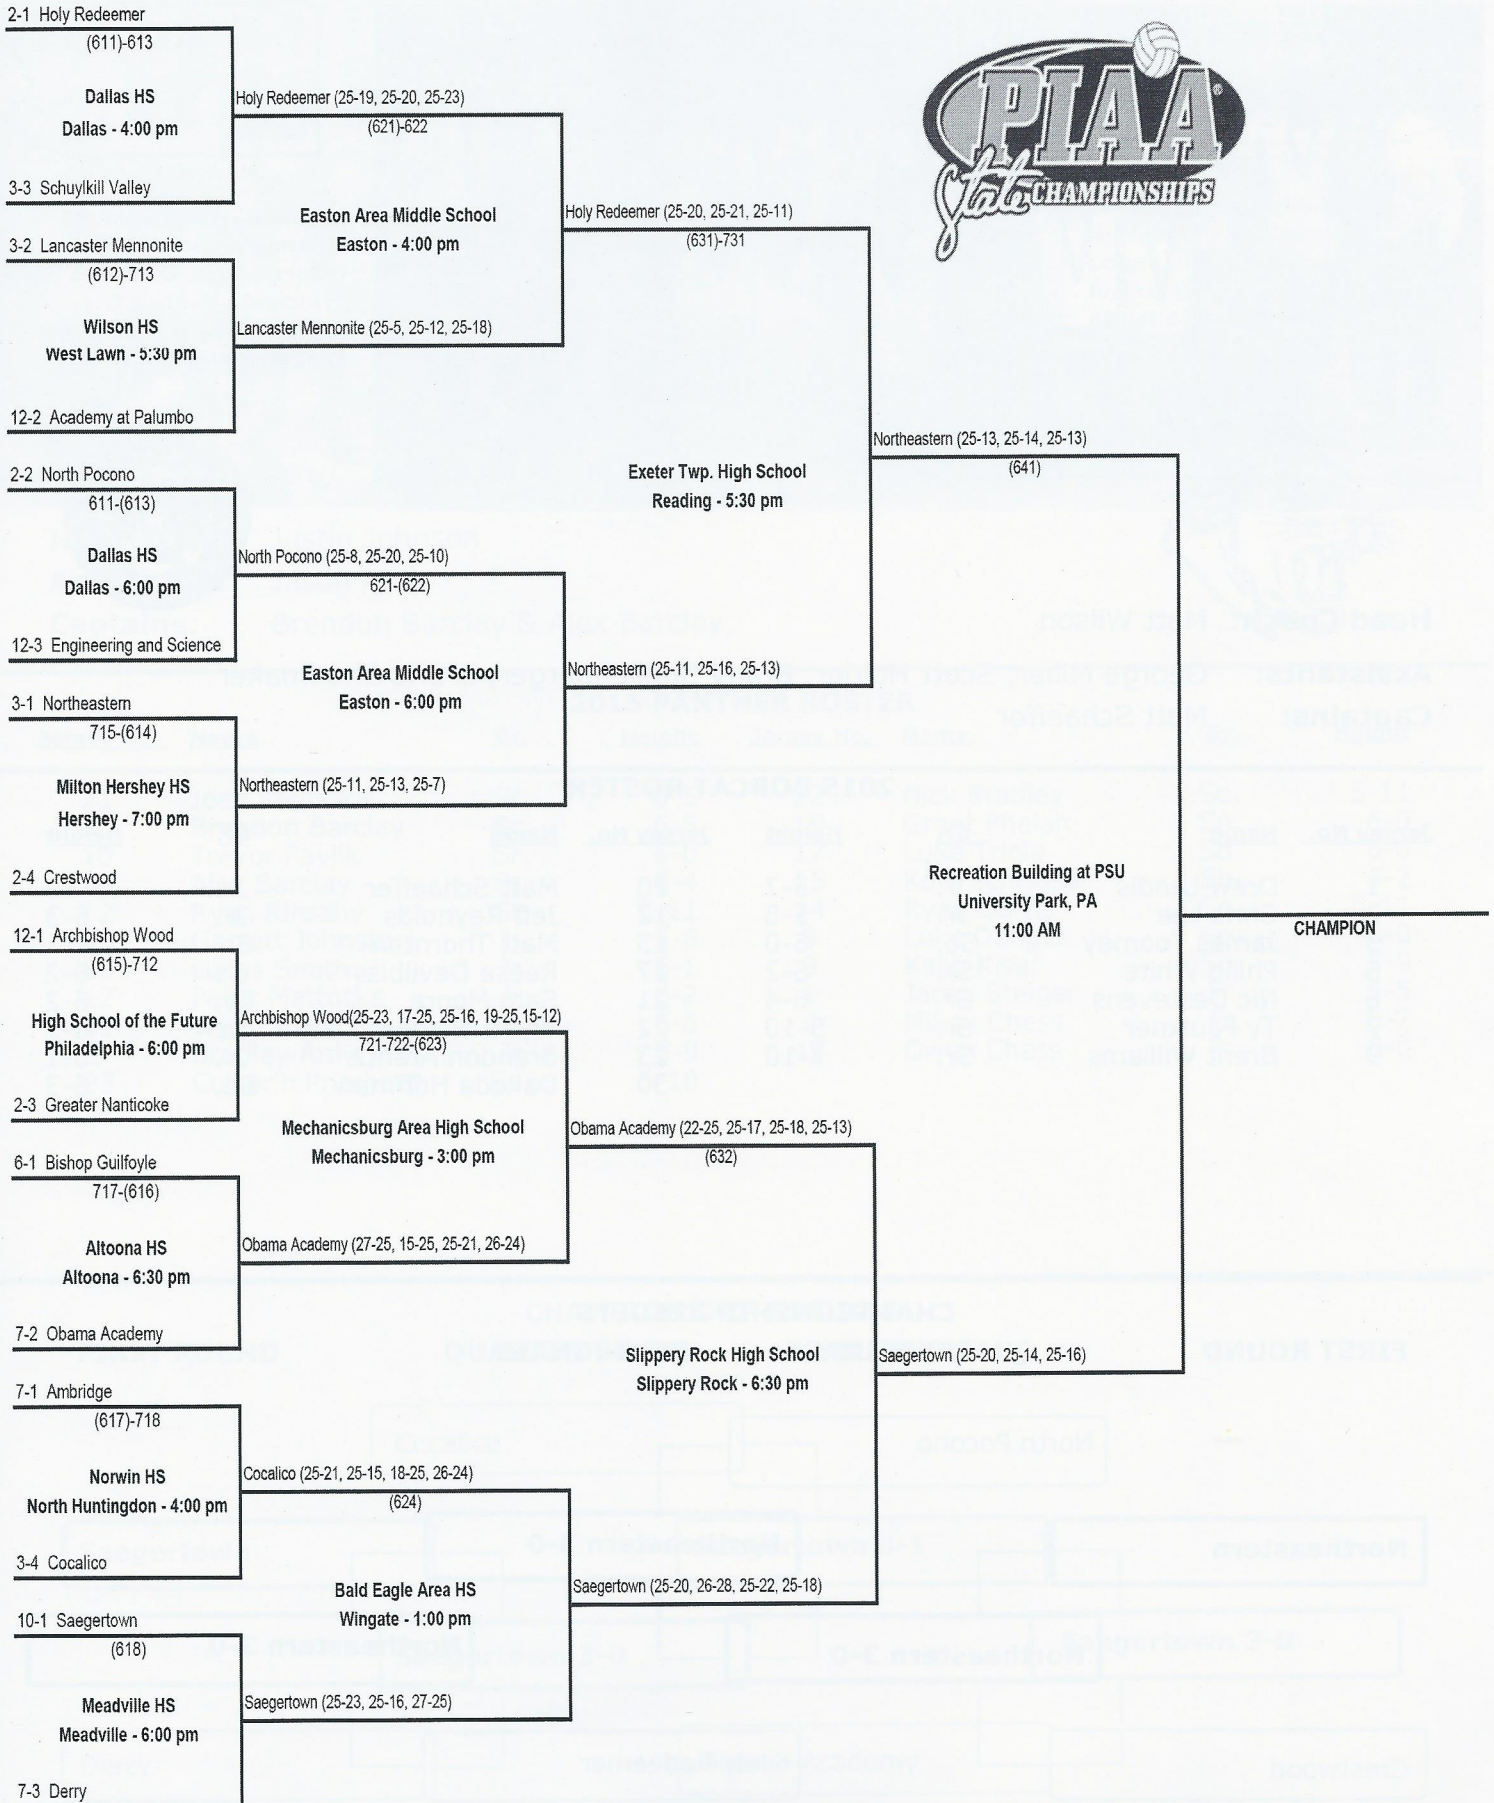 2-1 Holy Redeemer
(611)-613
Dallas HS
Dallas - 4:00 pm
3-3 Schuylkill Valley
3-2 Lancaster Mennonite
(612)-713
Wilson HS
West Lawn - 5:30 pm
12-2 Academy at Palumbo
2-2 North Pocono
611-(613)
Dallas HS
Dallas - 6:00 pm
12-3 Engineering and Science
3-1 Northeastern
715-(614)
Milton Hershey HS
Hershey - 7:00 pm
2-4 Crestwood
12-1 Archbishop Wood
(615)-712
High School of the Future
Philadelphia - 6:00 pm
2-3 Greater Nanticoke
6-1 Bishop Guilfoyle
717-(616)
Altoona HS
Altoona - 6:30 pm
7-2 Obama Academy
7-1 Ambridge
(617)-718
Norwin HS
North Huntingdon - 4:00 pm
3-4 Cocalico
10-1 Saegertown
(618)
Meadville HS
Meadville - 6:00 pm
7-3 Derry
Holy Redeemer (25-19, 25-20, 25-23)
(621)-622
Easton Area Middle School
Easton - 4:00 pm
Lancaster Mennonite (25-5, 25-12, 25-18)
North Pocono (25-8, 25-20, 25-10)
621-(622)
Easton Area Middle School
Easton - 6:00 pm
Northeastern (25-11, 25-13, 25-7)
Archbishop Wood(25-23, 17-25, 25-16, 19-25,15-12)
721-722-(623)
Mechanicsburg Area High School
Mechanicsburg - 3:00 pm
Obama Academy (27-25, 15-25, 25-21, 26-24)
Cocalico (25-21, 25-15, 18-25, 26-24)
(624)
Bald Eagle Area HS
Wingate - 1:00 pm
Saegertown (25-23, 25-16, 27-25)
Holy Redeemer (25-20, 25-21, 25-11)
(631)-731
Exeter Twp. High School
Reading - 5:30 pm
Northeastern (25-11, 25-16, 25-13)
Obama Academy (22-25, 25-17, 25-18, 25-13)
(632)
Slippery Rock High School
Slippery Rock - 6:30 pm
Saegertown (25-20, 26-28, 25-22, 25-18)
PIAA®
State CHAMPIONSHIPS
Northeastern (25-13, 25-14, 25-13)
(641)
Recreation Building at PSU
University Park, PA
11:00 AM
Saegertown (25-20, 25-14, 25-16)
CHAMPION